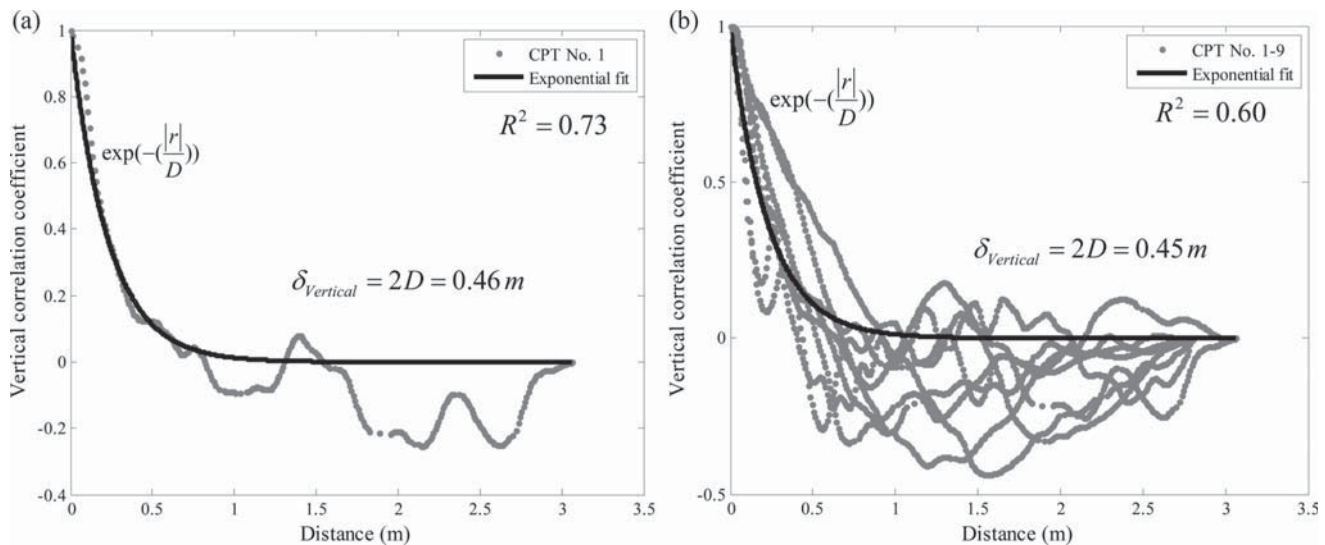 (a)
1
0.8
0.6
0.4
0.2
0
-0.2
-0.4
Vertical correlation coefficient
CPT No. 1
Exponential fit
R² = 0.73
exp(−(|r|/D))
δVertical = 2D = 0.46 m
0 0.5 1 1.5 2 2.5 3 3.5
Distance (m)
(b)
1
0.5
0
-0.5
Vertical correlation coefficient
CPT No. 1-9
Exponential fit
exp(−(|r|/D))
R² = 0.60
δVertical = 2D = 0.45 m
0 0.5 1 1.5 2 2.5 3 3.5
Distance (m)